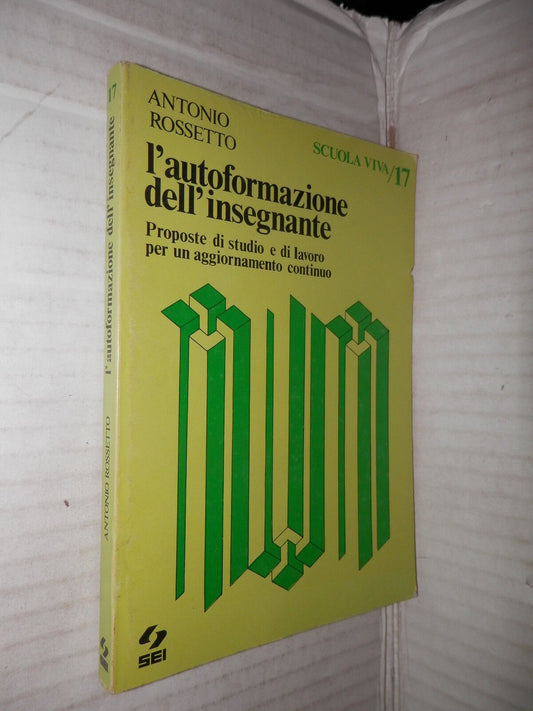 ANTONIO
ROSSETTO
SCUOLA VIVA/17
l'autoformazione
dell'insegnante
Proposte di studio e di lavoro
per un aggiornamento continuo
SEI
17
l'autoformazione dell'insegnante
ANTONIO ROSSETTO
SEI